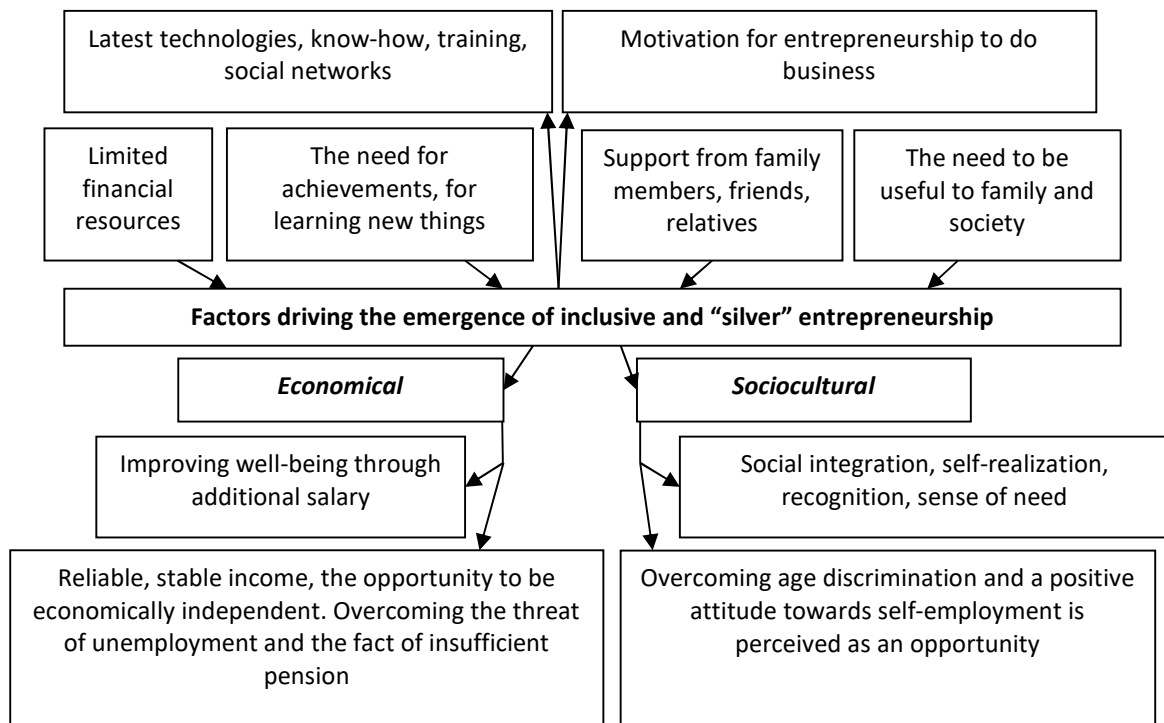 Latest technologies, know-how, training,
social networks
Motivation for entrepreneurship to do
business
Limited
financial
resources
The need for
achievements, for
learning new things
Support from family
members, friends,
relatives
The need to be
useful to family and
society
Factors driving the emergence of inclusive and “silver” entrepreneurship
Economical
Sociocultural
Improving well-being through
additional salary
Social integration, self-realization,
recognition, sense of need
Reliable, stable income, the opportunity to be
economically independent. Overcoming the threat
of unemployment and the fact of insufficient
pension
Overcoming age discrimination and a positive
attitude towards self-employment is
perceived as an opportunity